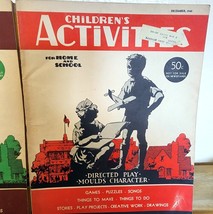 DECEMBER,
CHILDREN'S
ACTIVITIES
FOR HOME
AND
SCHOOL
50¢
DIRECTED PLAY
MOULDS CHARACTER
GAMES · PUZZLES · SONGS
THINGS TO MAKE · THINGS TO DO
STORIES · PLAY PROJECTS · CREATIVE WORK · DRAWINGS